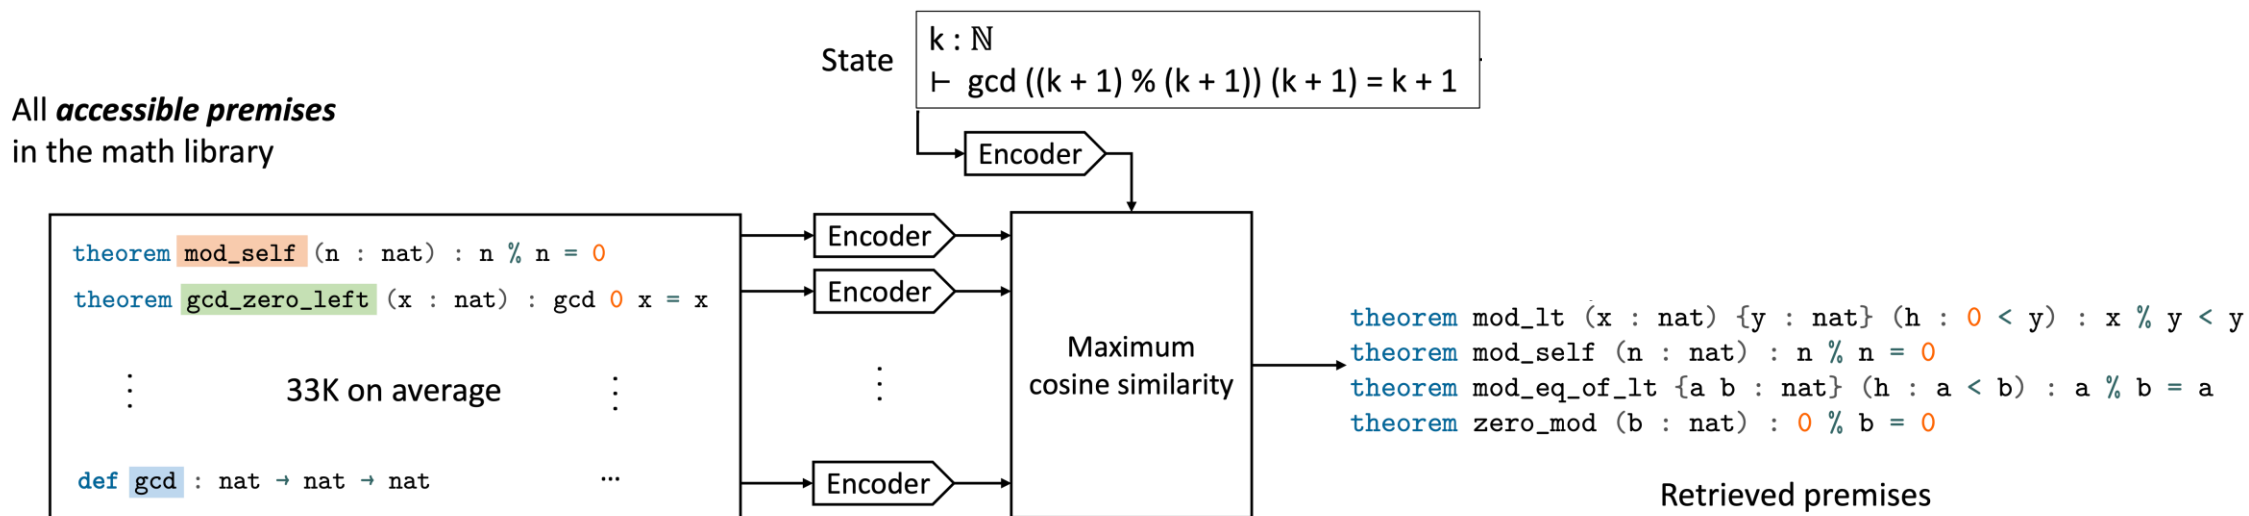 State
k : ℕ
⊢ gcd ((k + 1) % (k + 1)) (k + 1) = k + 1
All accessible premises
in the math library
Encoder
theorem mod_self (n : nat) : n % n = 0
theorem gcd_zero_left (x : nat) : gcd 0 x = x
⋮ 33K on average ⋮
def gcd : nat → nat → nat ...
Encoder
Encoder
⋮
Encoder
Maximum
cosine similarity
theorem mod_lt (x : nat) {y : nat} (h : 0 < y) : x % y < y
theorem mod_self (n : nat) : n % n = 0
theorem mod_eq_of_lt {a b : nat} (h : a < b) : a % b = a
theorem zero_mod (b : nat) : 0 % b = 0
Retrieved premises